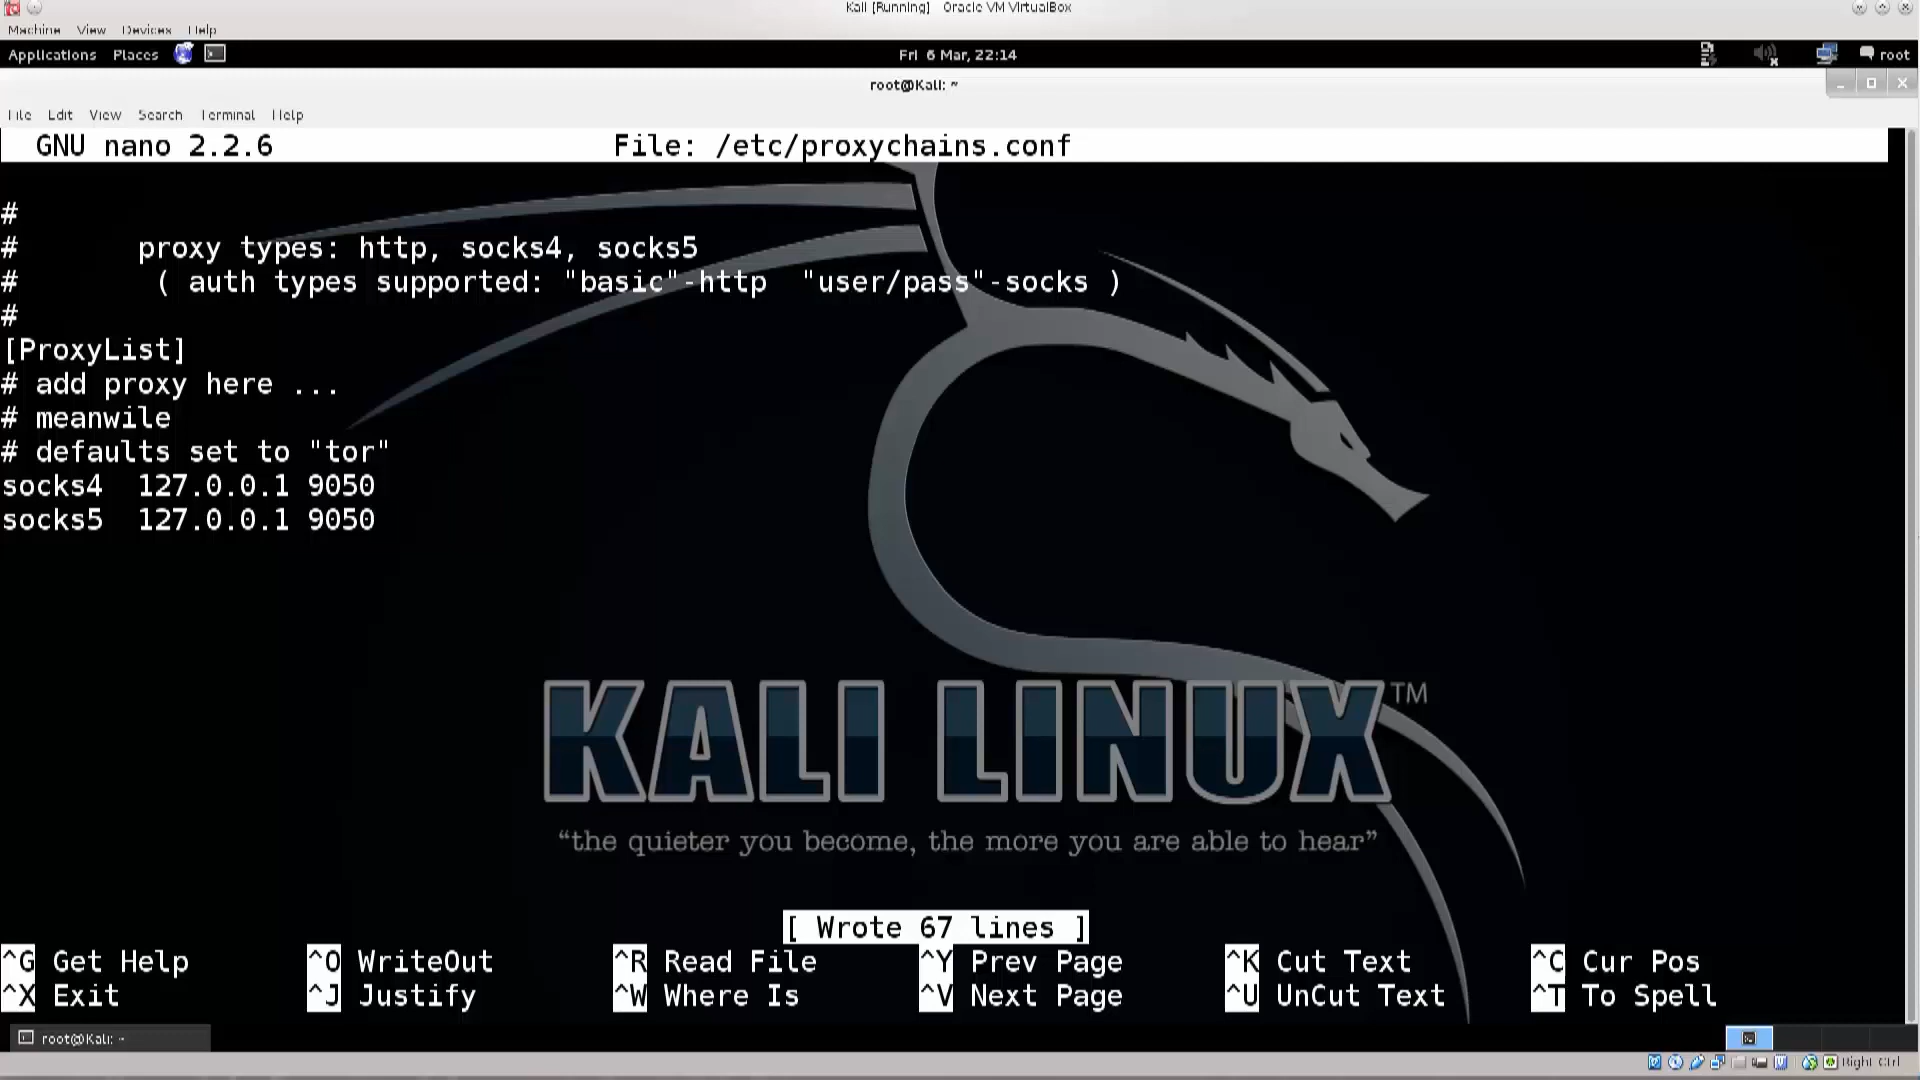 Kali [Running] - Oracle VM VirtualBox
Machine View Devices Help
Applications Places Fri 6 Mar, 22:14 root
root@Kali: ~
File Edit View Search Terminal Help
GNU nano 2.2.6 File: /etc/proxychains.conf
#
# proxy types: http, socks4, socks5
# ( auth types supported: "basic"-http "user/pass"-socks )
#
[ProxyList]
# add proxy here ...
# meanwile
# defaults set to "tor"
socks4 127.0.0.1 9050
socks5 127.0.0.1 9050
KALI LINUX™
“the quieter you become, the more you are able to hear”
[ Wrote 67 lines ]
^G Get Help ^O WriteOut ^R Read File ^Y Prev Page ^K Cut Text ^C Cur Pos
^X Exit ^J Justify ^W Where Is ^V Next Page ^U UnCut Text ^T To Spell
root@Kali: ~
Right Ctrl